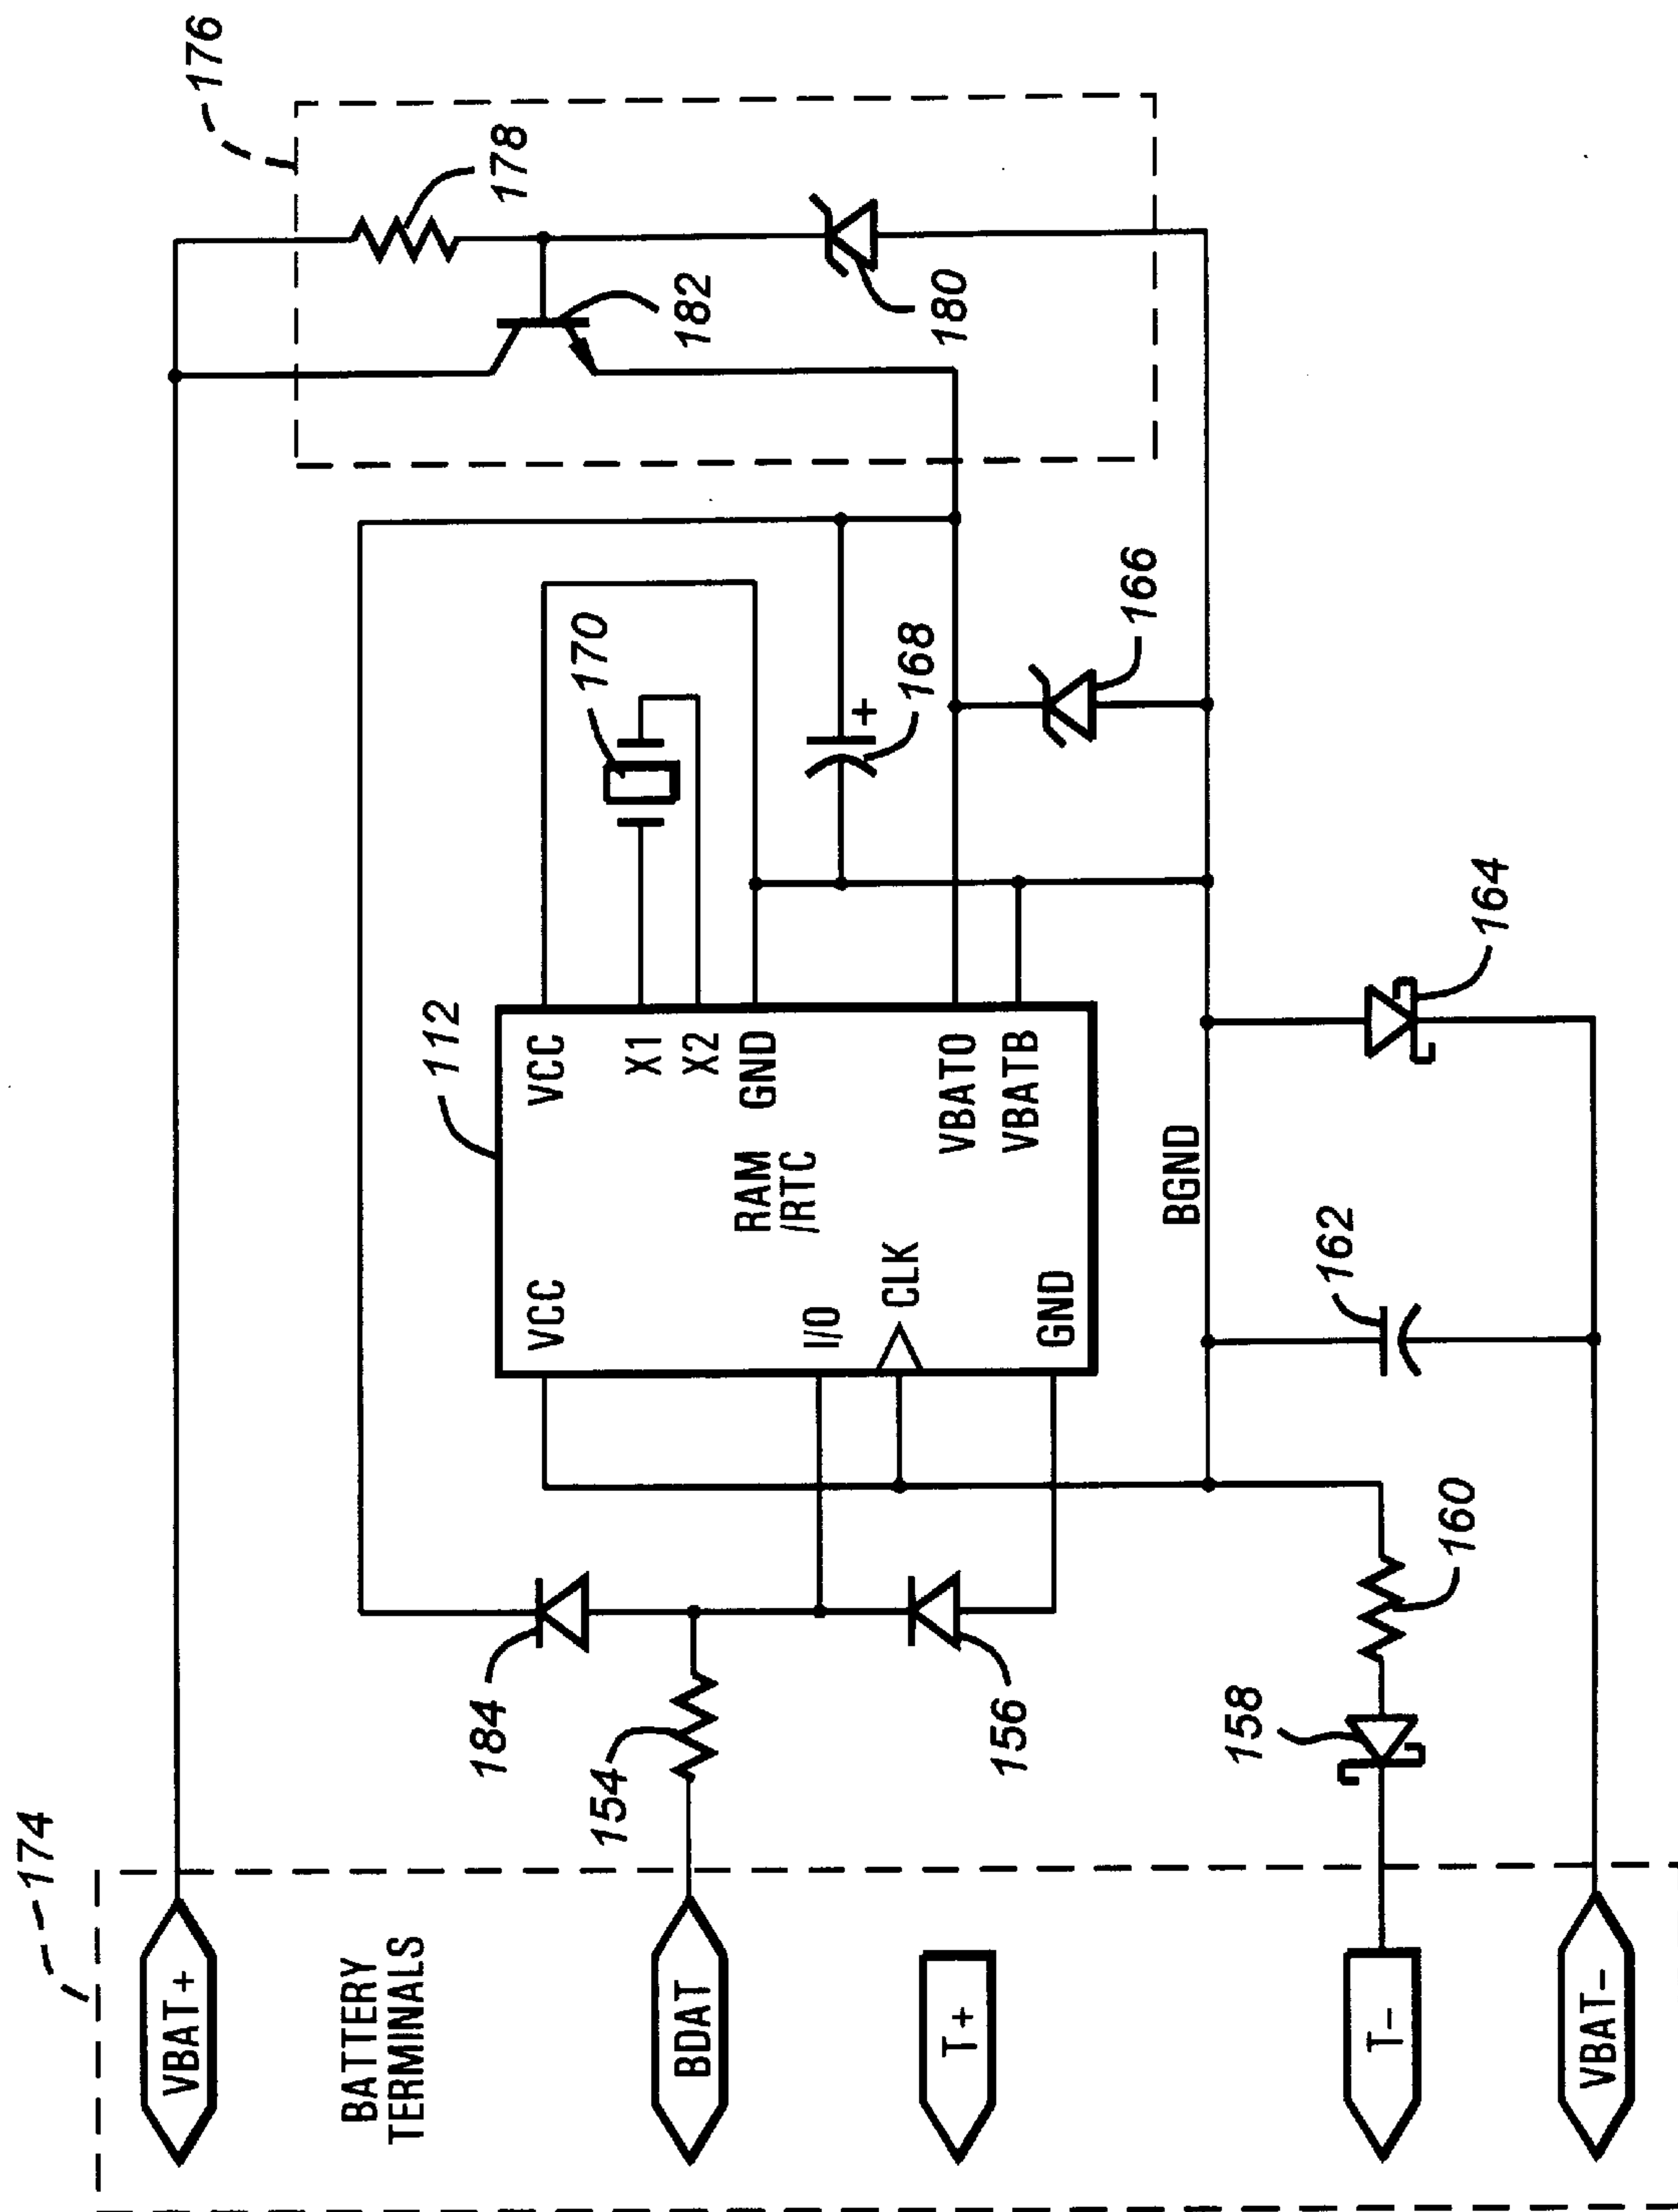 174
VBAT+
BATTERY
TERMINALS
BDAT
T+
T-
VBAT-
184
154
156
158
160
162
164
112
VCC
I/O
CLK
GND
RAM
/RTC
VCC
X1
X2
GND
VBATO
VBATB
BGND
170
168
+
166
176
178
182
180